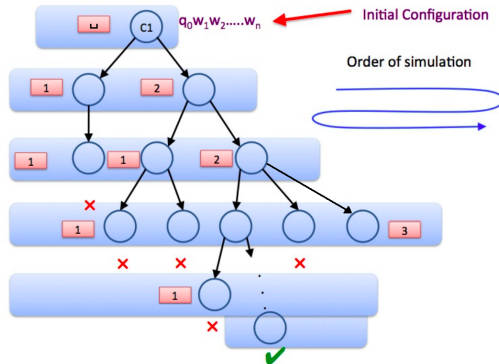 ␣ C1 q₀w₁w₂.....wₙ Initial Configuration
Order of simulation
1 2
1 1 2
1 3
1